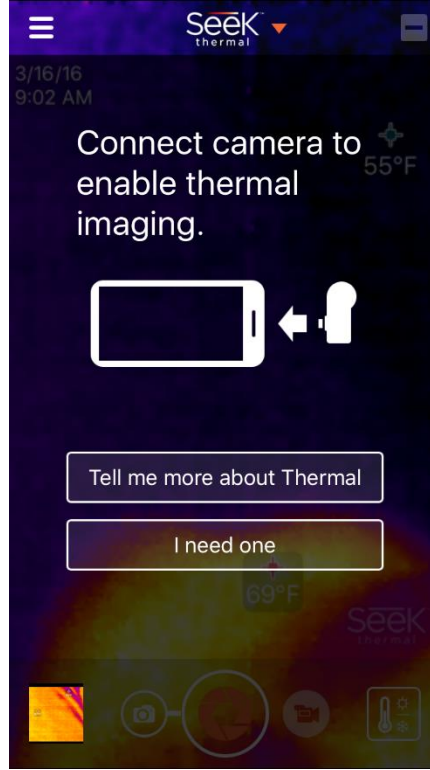 SeeK
thermal
3/16/16
9:02 AM
Connect camera to
enable thermal
imaging.
55°F
Tell me more about Thermal
I need one
69°F
SeeK
thermal